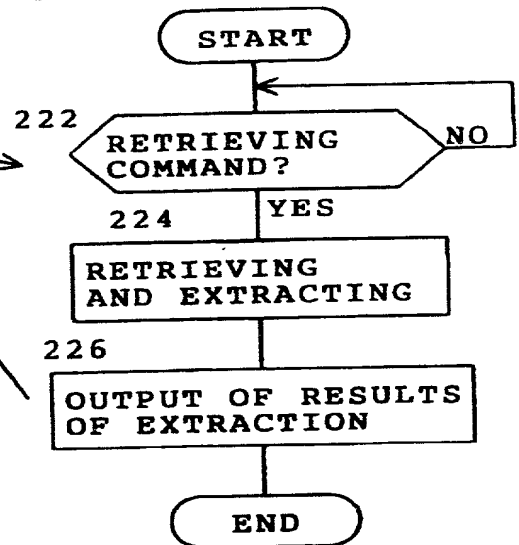 START
222
RETRIEVING
COMMAND?
NO
YES
224
RETRIEVING
AND EXTRACTING
226
OUTPUT OF RESULTS
OF EXTRACTION
END